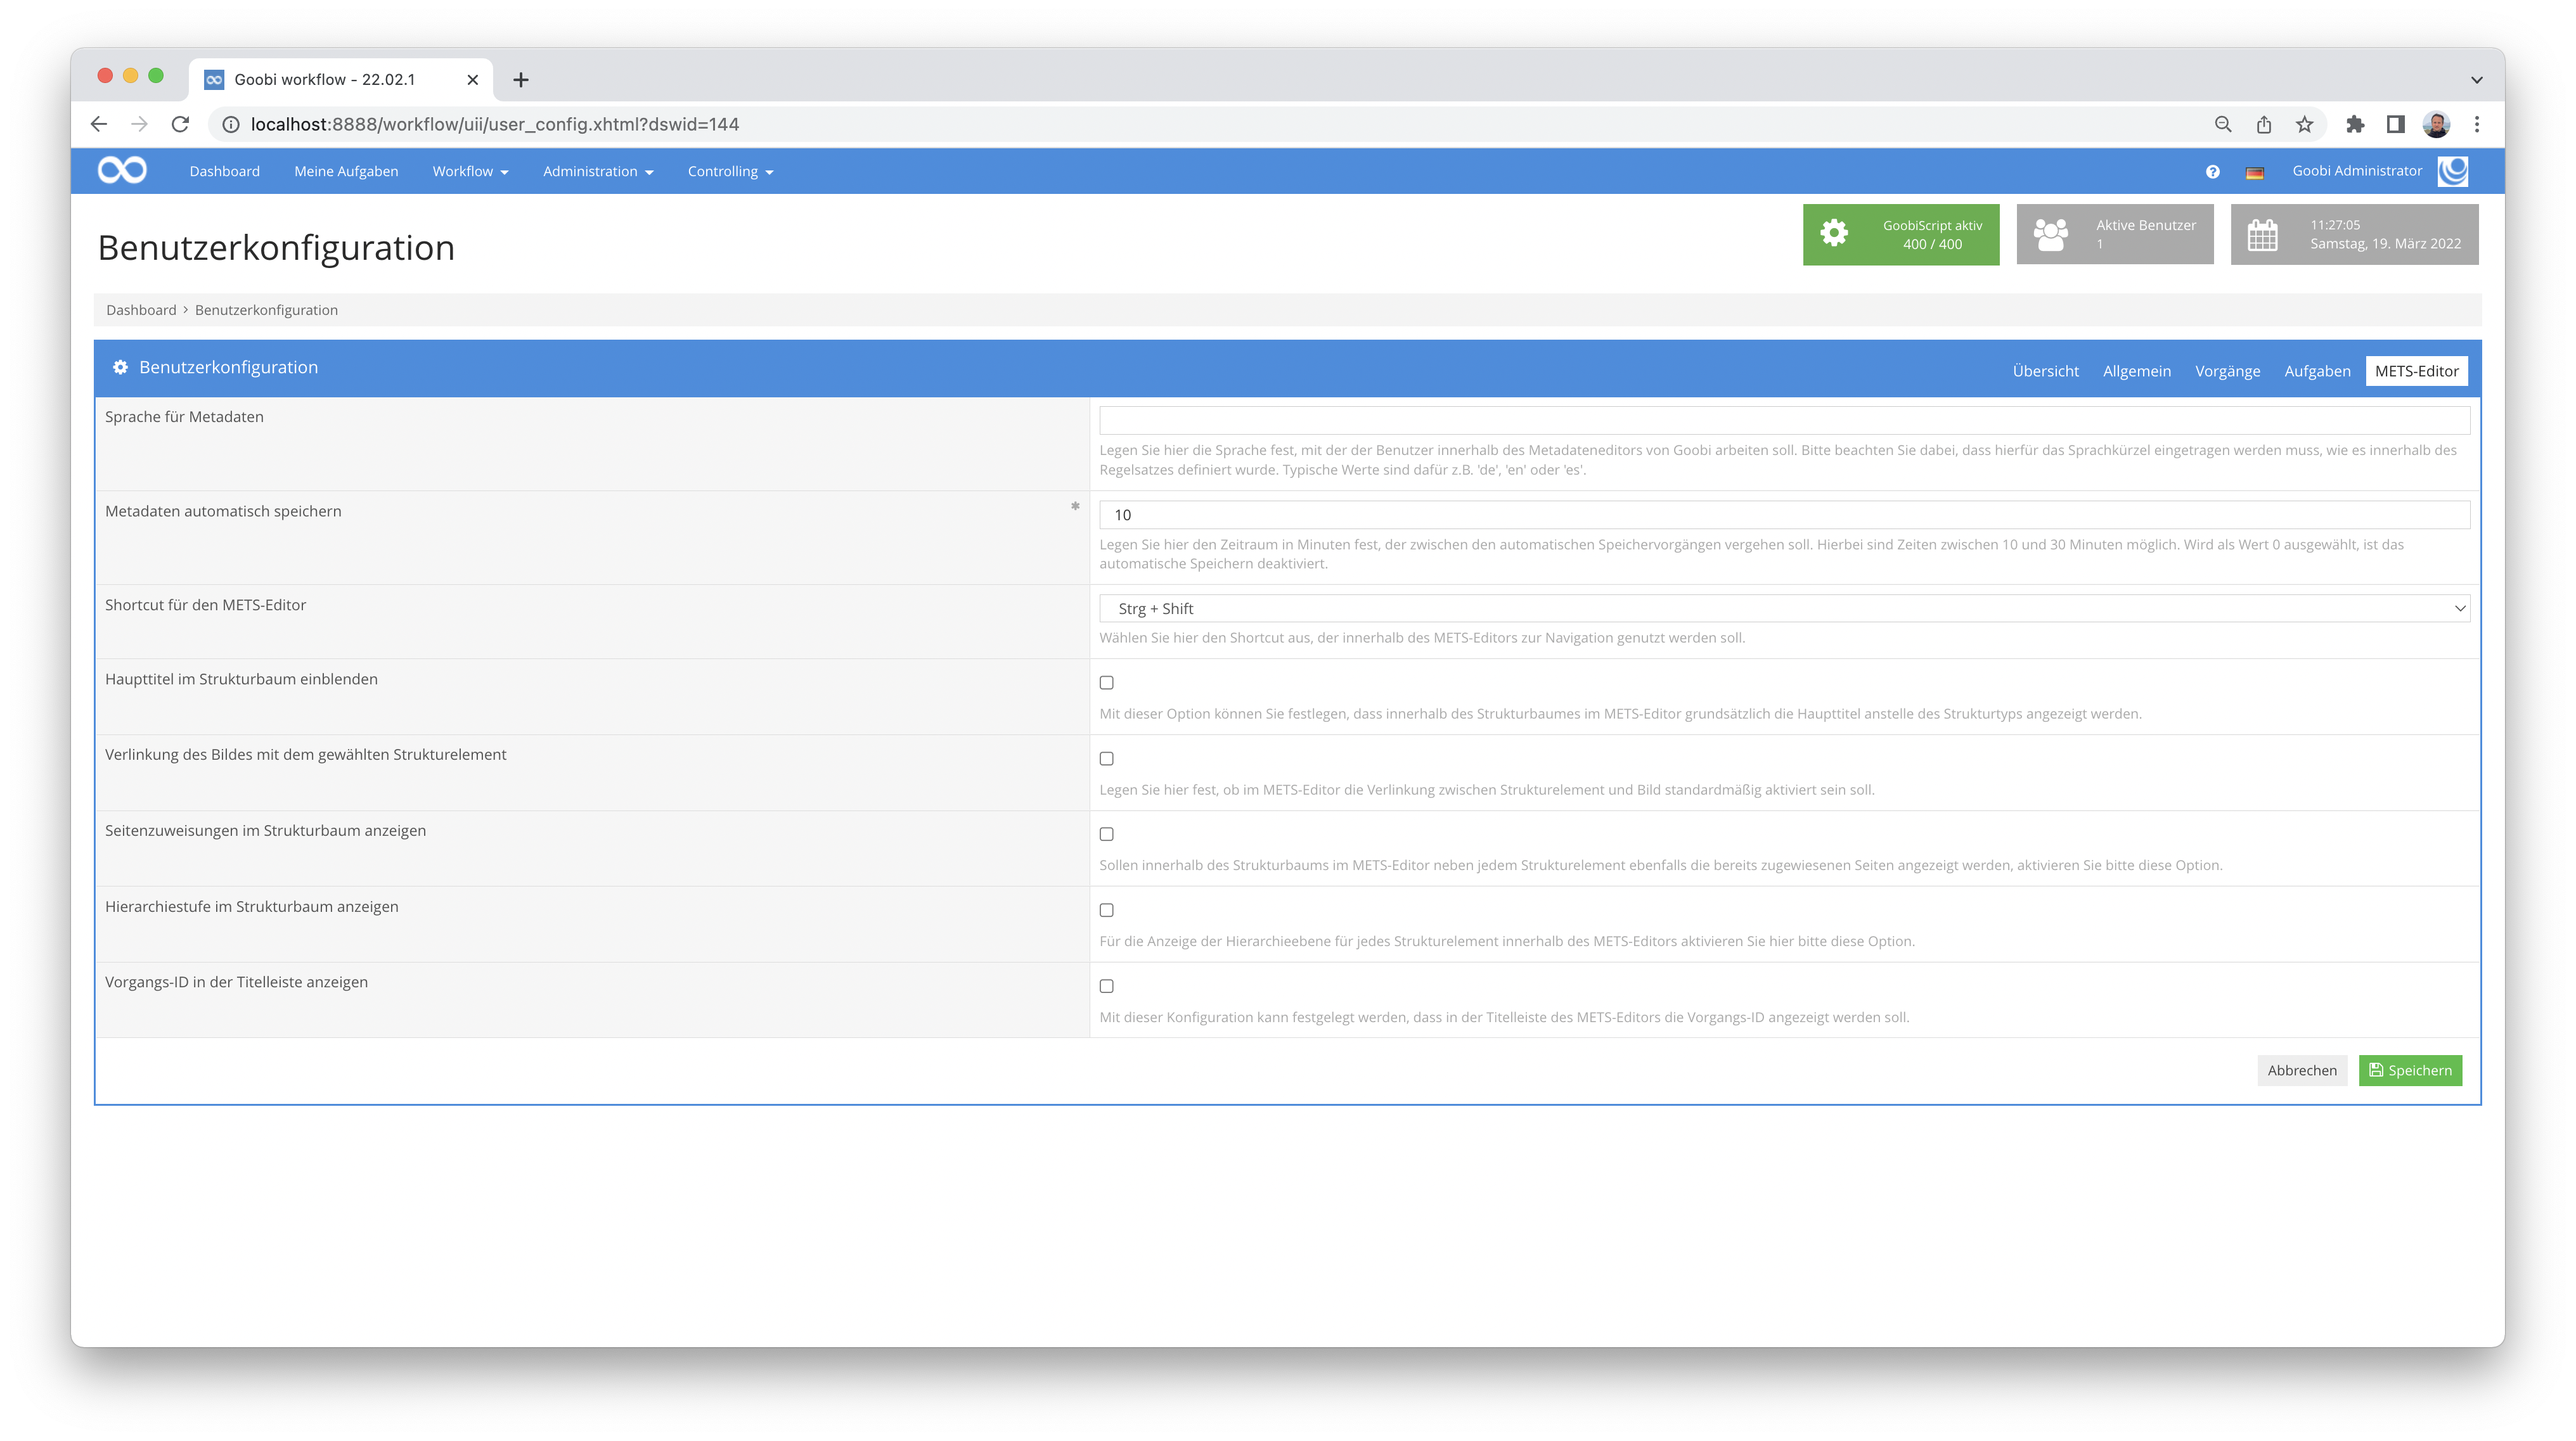 Goobi workflow - 22.02.1
localhost:8888/workflow/uii/user_config.xhtml?dswid=144
Dashboard Meine Aufgaben Workflow Administration Controlling Goobi Administrator
Benutzerkonfiguration
GoobiScript aktiv
400 / 400
Aktive Benutzer
1
11:27:05
Samstag, 19. März 2022
Dashboard > Benutzerkonfiguration
Benutzerkonfiguration
Übersicht Allgemein Vorgänge Aufgaben METS-Editor
Sprache für Metadaten
Legen Sie hier die Sprache fest, mit der der Benutzer innerhalb des Metadateneditors von Goobi arbeiten soll. Bitte beachten Sie dabei, dass hierfür das Sprachkürzel eingetragen werden muss, wie es innerhalb des
Regelsatzes definiert wurde. Typische Werte sind dafür z.B. 'de', 'en' oder 'es'.
Metadaten automatisch speichern *
10
Legen Sie hier den Zeitraum in Minuten fest, der zwischen den automatischen Speichervorgängen vergehen soll. Hierbei sind Zeiten zwischen 10 und 30 Minuten möglich. Wird als Wert 0 ausgewählt, ist das
automatische Speichern deaktiviert.
Shortcut für den METS-Editor
Strg + Shift
Wählen Sie hier den Shortcut aus, der innerhalb des METS-Editors zur Navigation genutzt werden soll.
Haupttitel im Strukturbaum einblenden
Mit dieser Option können Sie festlegen, dass innerhalb des Strukturbaumes im METS-Editor grundsätzlich die Haupttitel anstelle des Strukturtyps angezeigt werden.
Verlinkung des Bildes mit dem gewählten Strukturelement
Legen Sie hier fest, ob im METS-Editor die Verlinkung zwischen Strukturelement und Bild standardmäßig aktiviert sein soll.
Seitenzuweisungen im Strukturbaum anzeigen
Sollen innerhalb des Strukturbaums im METS-Editor neben jedem Strukturelement ebenfalls die bereits zugewiesenen Seiten angezeigt werden, aktivieren Sie bitte diese Option.
Hierarchiestufe im Strukturbaum anzeigen
Für die Anzeige der Hierarchieebene für jedes Strukturelement innerhalb des METS-Editors aktivieren Sie hier bitte diese Option.
Vorgangs-ID in der Titelleiste anzeigen
Mit dieser Konfiguration kann festgelegt werden, dass in der Titelleiste des METS-Editors die Vorgangs-ID angezeigt werden soll.
Abbrechen Speichern